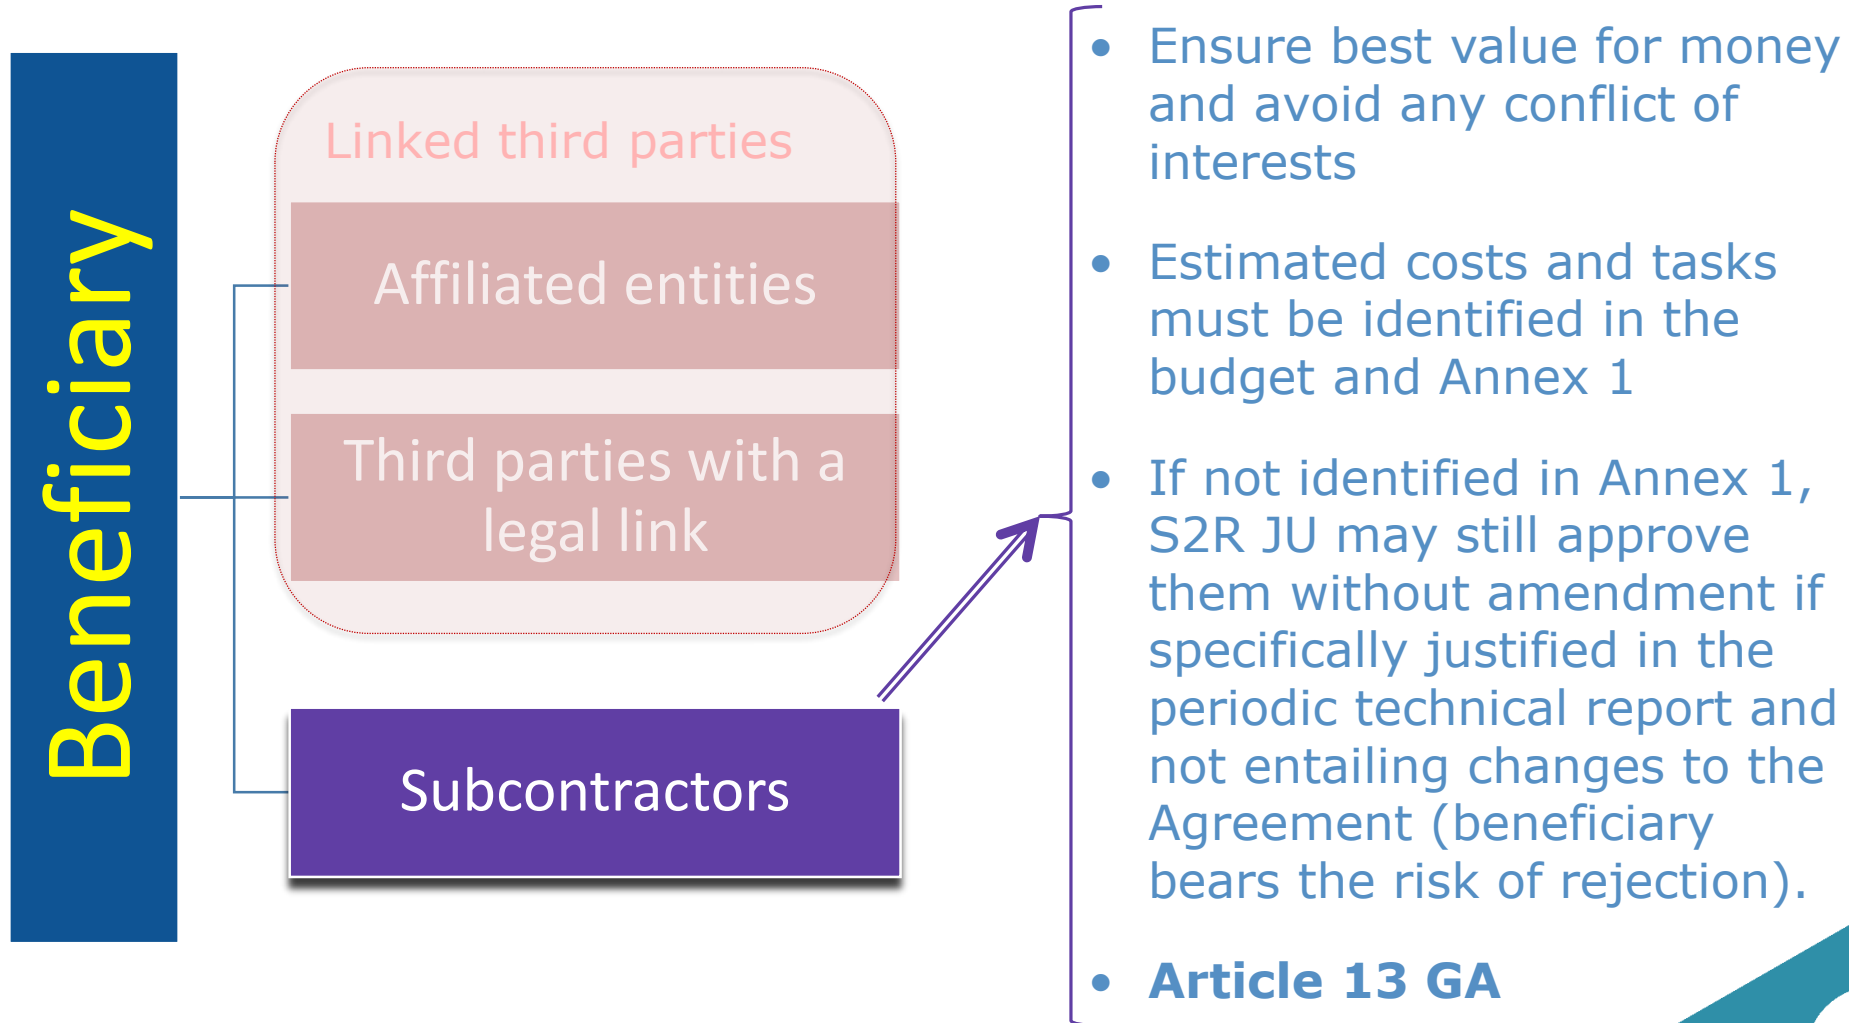 Beneficiary
Linked third parties
Affiliated entities
Third parties with a
legal link
Subcontractors
• Ensure best value for money
and avoid any conflict of
interests
• Estimated costs and tasks
must be identified in the
budget and Annex 1
• If not identified in Annex 1,
S2R JU may still approve
them without amendment if
specifically justified in the
periodic technical report and
not entailing changes to the
Agreement (beneficiary
bears the risk of rejection).
• Article 13 GA